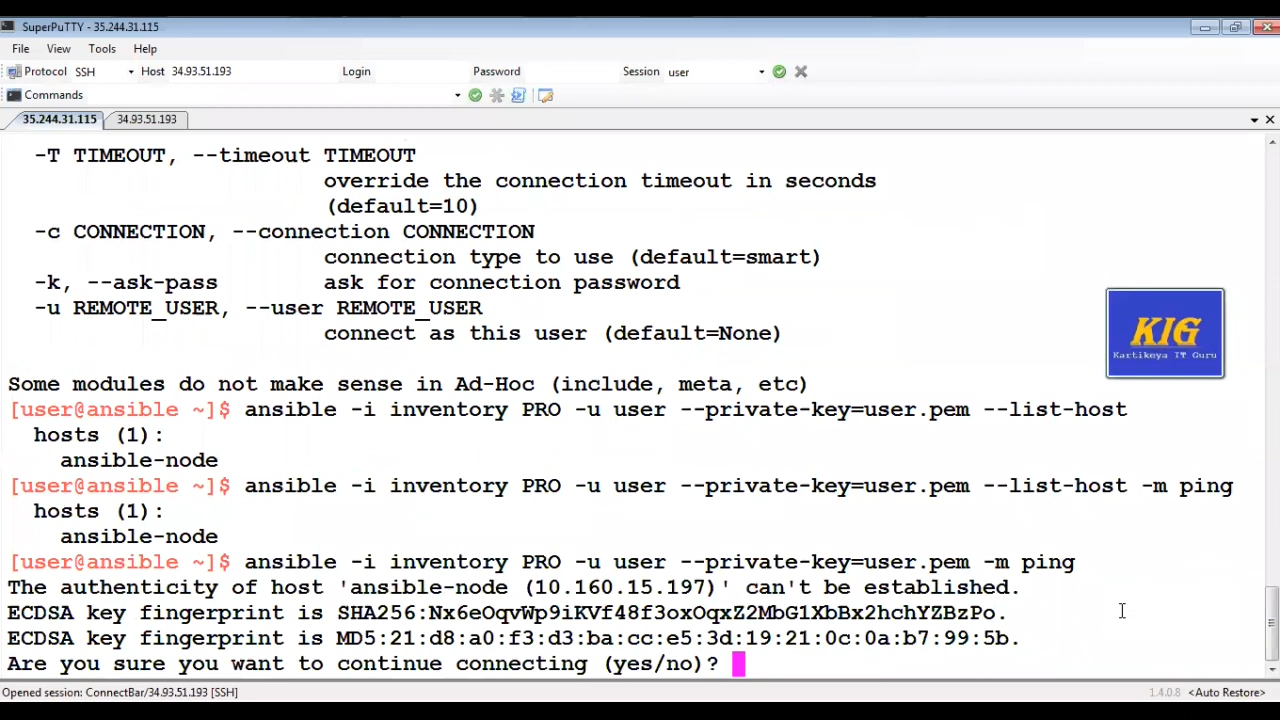 SuperPuTTY - 35.244.31.115
File View Tools Help
Protocol SSH Host 34.93.51.193 Login Password Session user
Commands
35.244.31.115 34.93.51.193
-T TIMEOUT, --timeout TIMEOUT
override the connection timeout in seconds
(default=10)
-c CONNECTION, --connection CONNECTION
connection type to use (default=smart)
-k, --ask-pass ask for connection password
-u REMOTE_USER, --user REMOTE_USER
connect as this user (default=None)
KIG
Kartikeya IT Guru
Some modules do not make sense in Ad-Hoc (include, meta, etc)
[user@ansible ~]$ ansible -i inventory PRO -u user --private-key=user.pem --list-host
hosts (1):
ansible-node
[user@ansible ~]$ ansible -i inventory PRO -u user --private-key=user.pem --list-host -m ping
hosts (1):
ansible-node
[user@ansible ~]$ ansible -i inventory PRO -u user --private-key=user.pem -m ping
The authenticity of host 'ansible-node (10.160.15.197)' can't be established.
ECDSA key fingerprint is SHA256:Nx6eOqvWp9iKVf48f3oxOqxZ2MbG1XbBx2hchYZBzPo.
ECDSA key fingerprint is MD5:21:d8:a0:f3:d3:ba:cc:e5:3d:19:21:0c:0a:b7:99:5b.
Are you sure you want to continue connecting (yes/no)?
Opened session: ConnectBar/34.93.51.193 [SSH] 1.4.0.8 <Auto Restore>